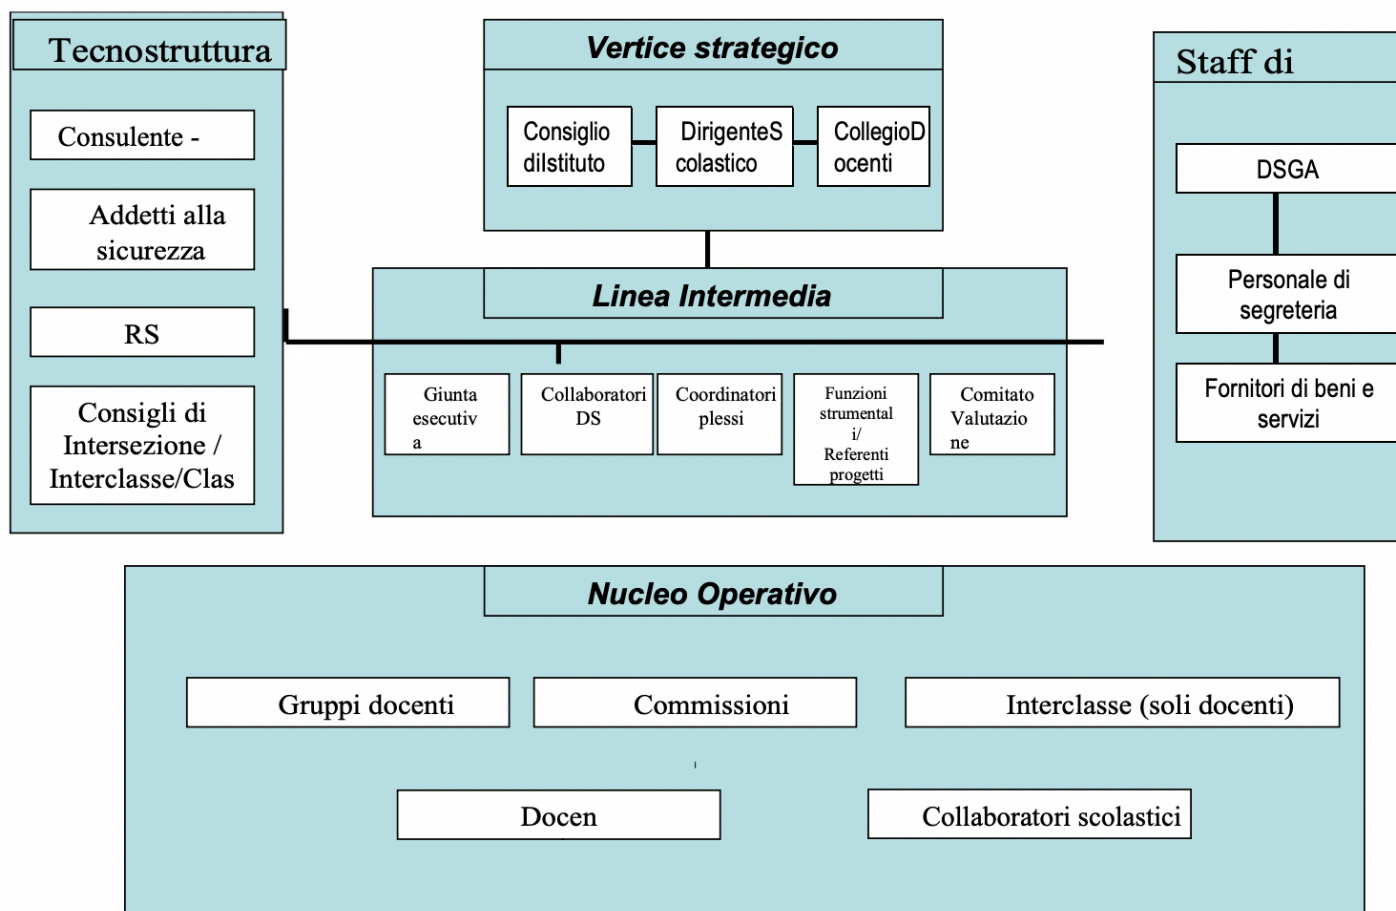 Tecnostruttura
Consulente -
Addetti alla
sicurezza
RS
Consigli di
Intersezione /
Interclasse/Clas
Vertice strategico
Consiglio
diIstituto
DirigenteS
colastico
CollegioD
ocenti
Linea Intermedia
Giunta
esecutiv
a
Collaboratori
DS
Coordinatori
plessi
Funzioni
strumental
i/
Referenti
progetti
Comitato
Valutazio
ne
Staff di
DSGA
Personale di
segreteria
Fornitori di beni e
servizi
Nucleo Operativo
Gruppi docenti
Commissioni
Interclasse (soli docenti)
Docen
Collaboratori scolastici